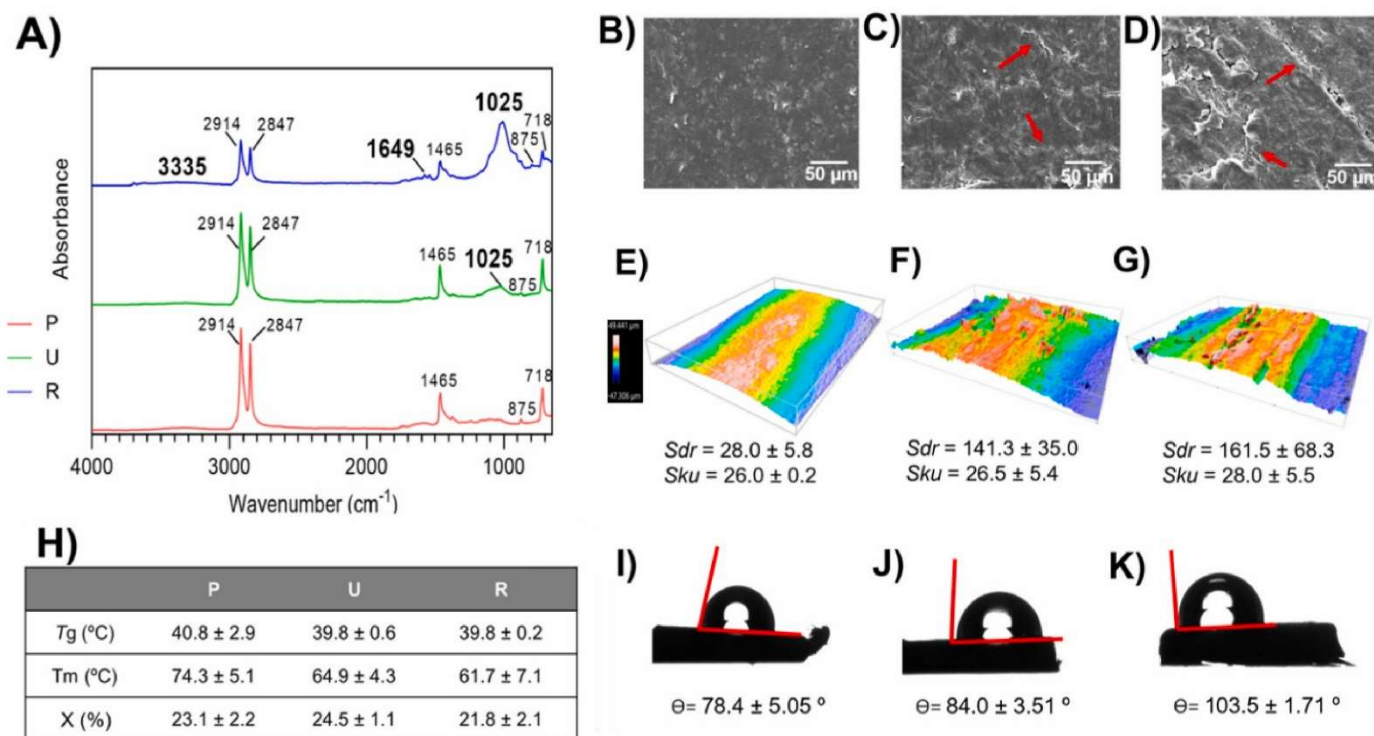 A)
Absorbance
2914
2847
3335
1649
1465
1025
875
718
2914
2847
1465
1025
875
718
2914
2847
1465
875
718
P
U
R
4000 3000 2000 1000
Wavenumber (cm-1)
B)
50 µm
C)
50 µm
D)
50 µm
E)
49.441 µm
-47.306 µm
Sdr = 28.0 ± 5.8
Sku = 26.0 ± 0.2
F)
Sdr = 141.3 ± 35.0
Sku = 26.5 ± 5.4
G)
Sdr = 161.5 ± 68.3
Sku = 28.0 ± 5.5
H)
P U R
Tg (ºC) 40.8 ± 2.9 39.8 ± 0.6 39.8 ± 0.2
Tm (ºC) 74.3 ± 5.1 64.9 ± 4.3 61.7 ± 7.1
X (%) 23.1 ± 2.2 24.5 ± 1.1 21.8 ± 2.1
I)
Θ= 78.4 ± 5.05 º
J)
Θ= 84.0 ± 3.51 º
K)
Θ= 103.5 ± 1.71 º